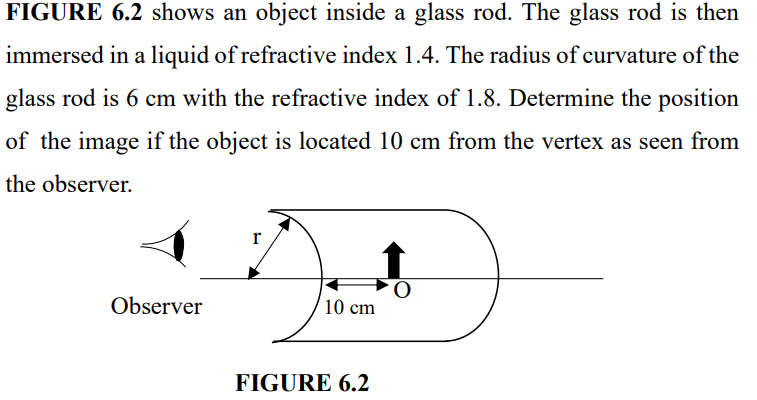 FIGURE 6.2 shows an object inside a glass rod. The glass rod is then
immersed in a liquid of refractive index 1.4. The radius of curvature of the
glass rod is 6 cm with the refractive index of 1.8. Determine the position
of the image if the object is located 10 cm from the vertex as seen from
the observer.
r
O
Observer
10 cm
FIGURE 6.2